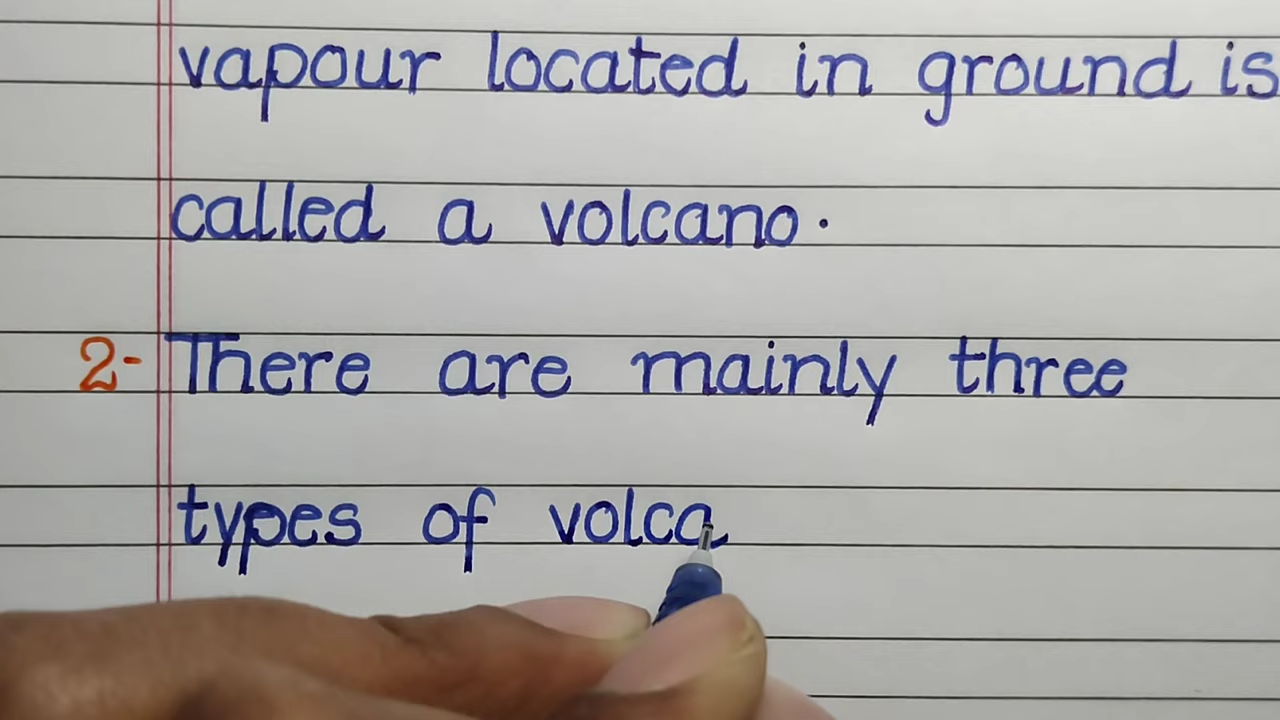 vapour located in ground is
called a volcano.
2- There are mainly three
types of volca